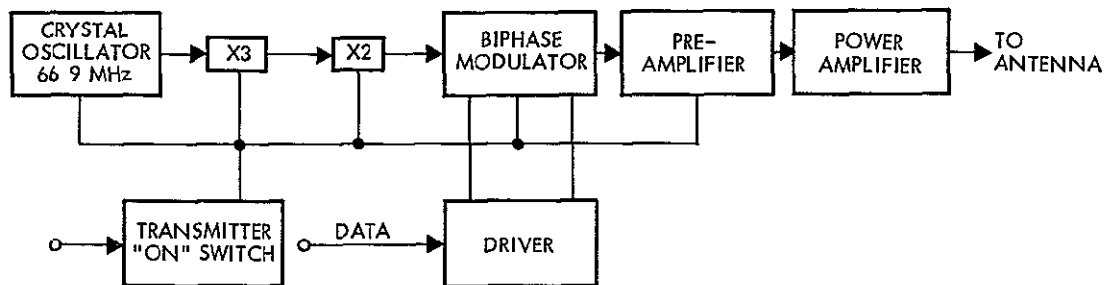 CRYSTAL
OSCILLATOR
66 9 MHz
X3
X2
BIPHASE
MODULATOR
PRE-
AMPLIFIER
POWER
AMPLIFIER
TO
ANTENNA
TRANSMITTER
"ON" SWITCH
DATA
DRIVER